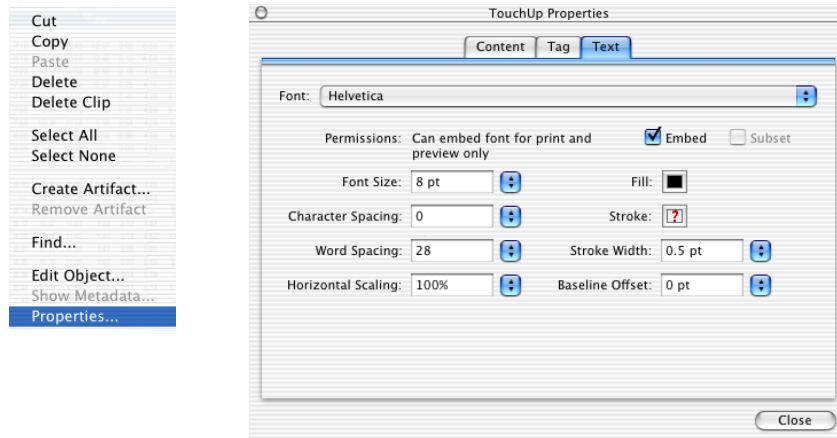 Cut
Copy
Paste
Delete
Delete Clip
Select All
Select None
Create Artifact...
Remove Artifact
Find...
Edit Object...
Show Metadata...
Properties...
TouchUp Properties
Content Tag Text
Font: Helvetica
Permissions: Can embed font for print and Embed Subset
preview only
Font Size: 8 pt Fill:
Character Spacing: 0 Stroke: ?
Word Spacing: 28 Stroke Width: 0.5 pt
Horizontal Scaling: 100% Baseline Offset: 0 pt
Close